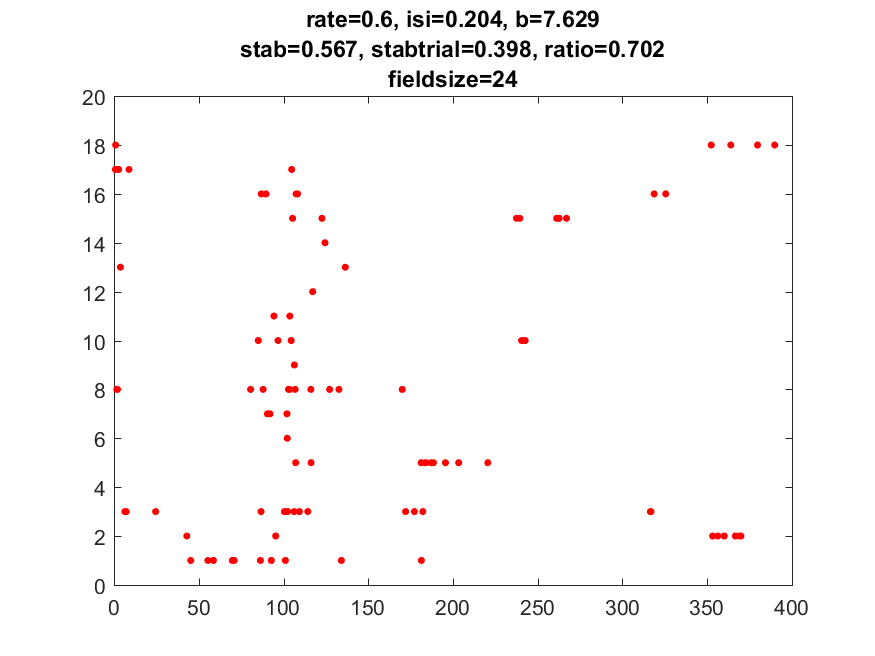 rate=0.6, isi=0.204, b=7.629
stab=0.567, stabtrial=0.398, ratio=0.702
fieldsize=24
20
18
16
14
12
10
8
6
4
2
0
0 50 100 150 200 250 300 350 400